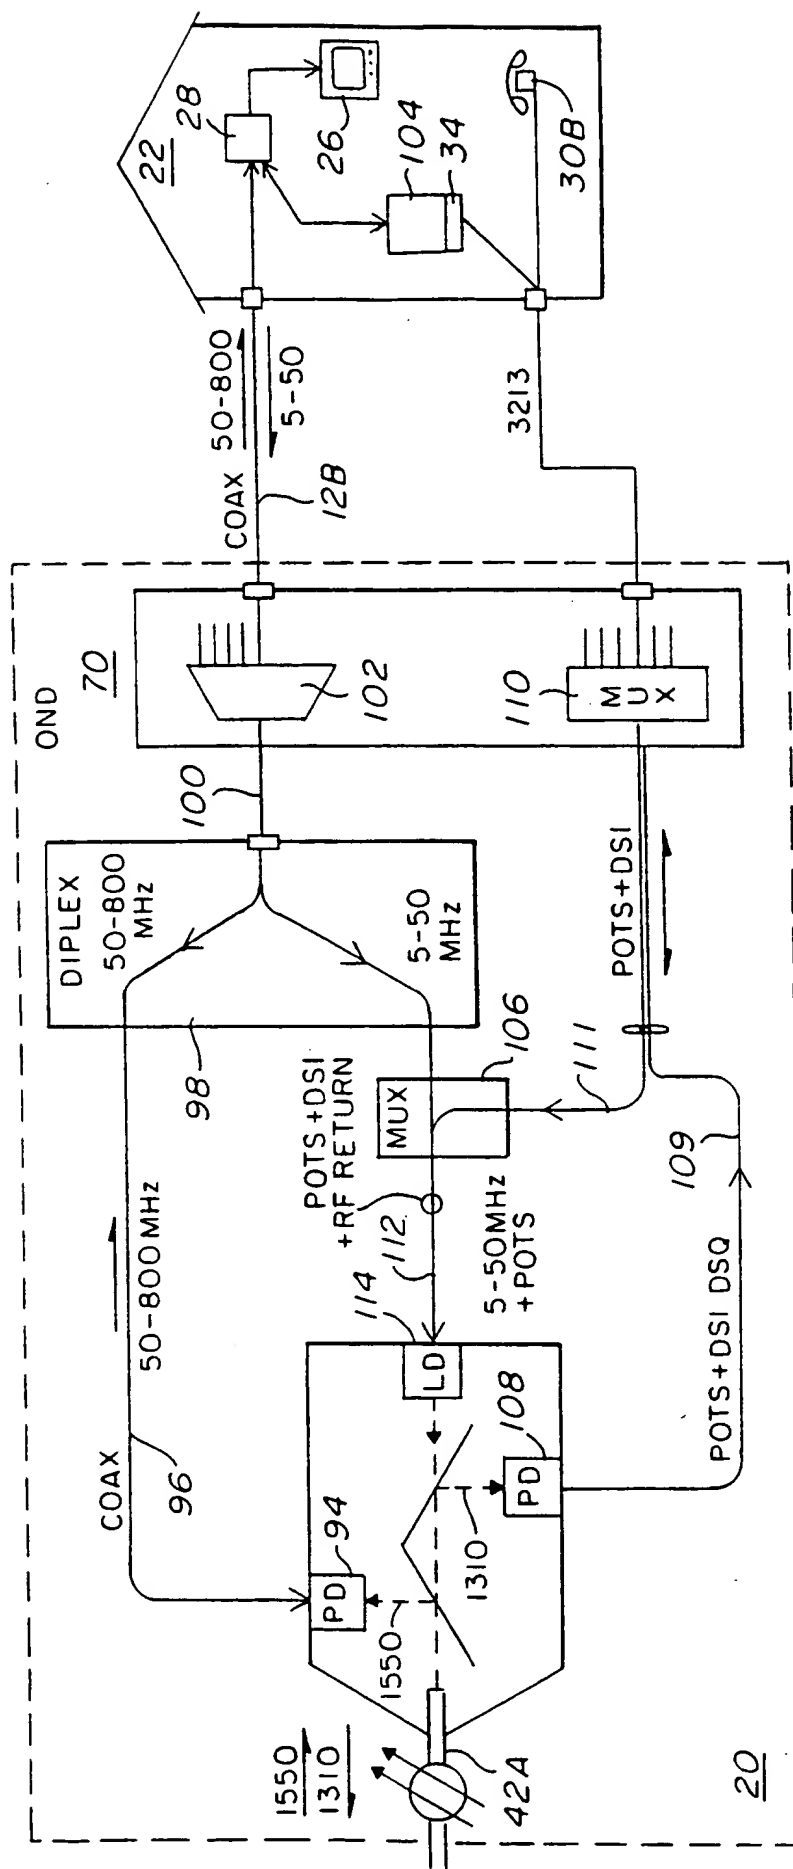 22
28
26
104
34
30B
50-800
5-50
COAX
12B
3213
OND
70
102
110
MUX
100
DIPLEX
50-800
MHz
5-50
MHz
98
106
MUX
POTS+DSI
+RF RETURN
112
5-50MHz
+POTS
111
POTS+DSI
109
POTS+DSI DSQ
50-800MHz
COAX
96
114
LD
108
PD
94
PD
1550
1310
1550
1310
42A
20